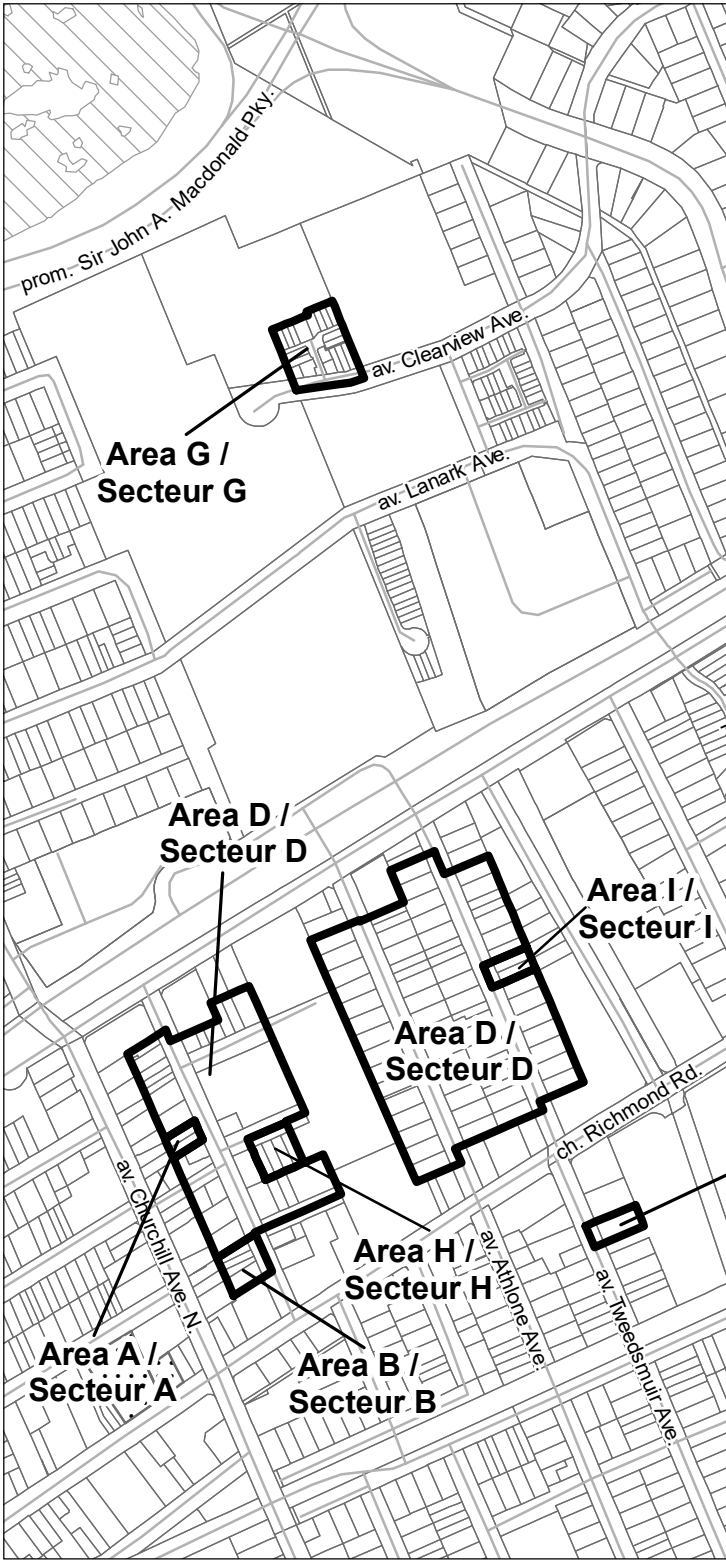 prom. Sir John A. Macdonald Pky.
av. Clearview Ave.
Area G /
Secteur G
av. Lanark Ave.
Area D /
Secteur D
Area I /
Secteur I
Area D /
Secteur D
ch. Richmond Rd.
av. Churchill Ave. N.
Area H /
Secteur H
av. Athlone Ave.
av. Tweedsmuir Ave.
Area A /
Secteur A
Area B /
Secteur B